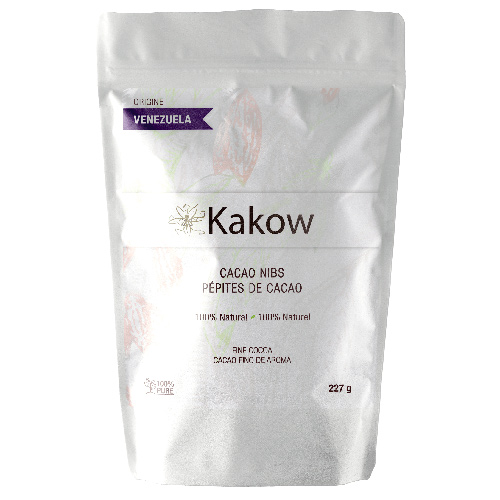 ORIGINE
VENEZUELA
Kakow
CACAO NIBS
PÉPITES DE CACAO
100% Natural 100% Naturel
FINE COCOA
CACAO FINO DE AROMA
100%
PURE
227 g